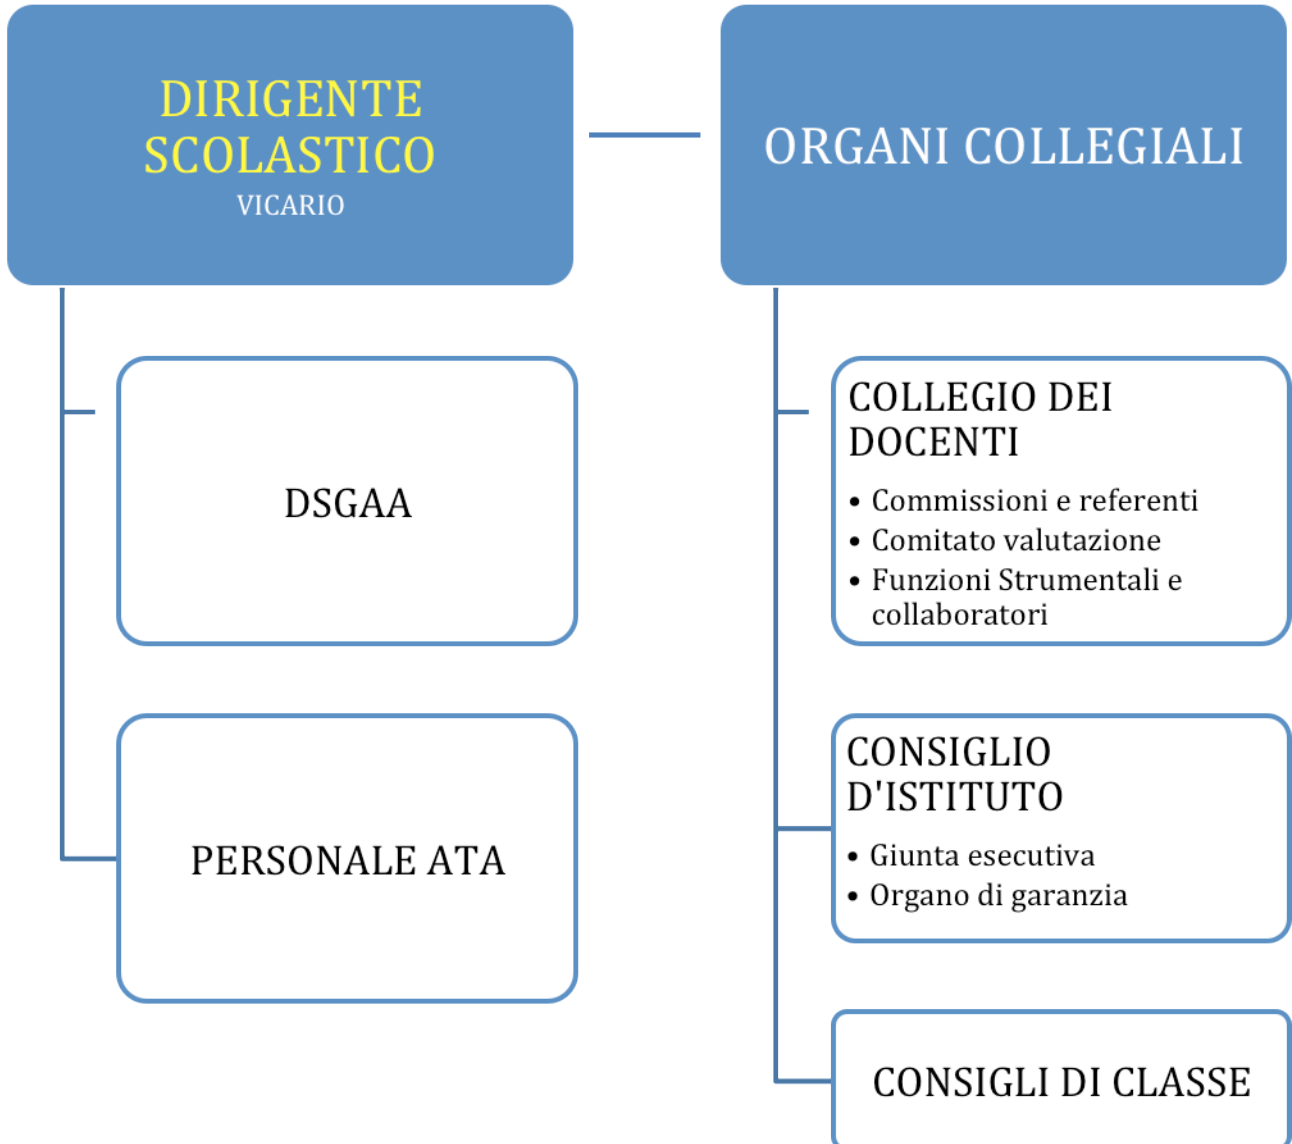 DIRIGENTE
SCOLASTICO
VICARIO
DSGAA
PERSONALE ATA
ORGANI COLLEGIALI
COLLEGIO DEI
DOCENTI
• Commissioni e referenti
• Comitato valutazione
• Funzioni Strumentali e
collaboratori
CONSIGLIO
D'ISTITUTO
• Giunta esecutiva
• Organo di garanzia
CONSIGLI DI CLASSE